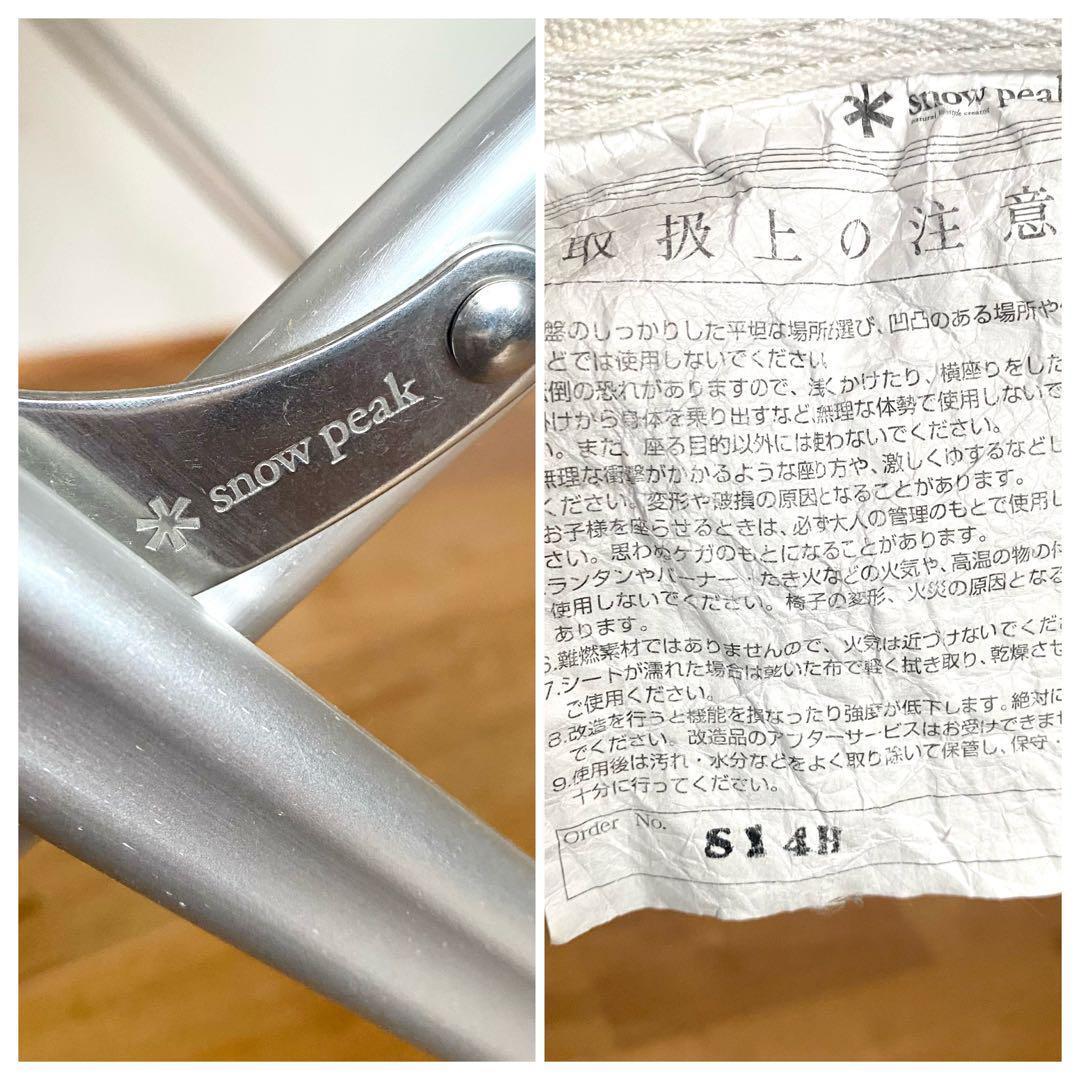 snow peak
snow peak
natural lifestyle creator
取扱上の注意
盤のしっかりした平坦な場所を選び、凹凸のある場所や
どでは使用しないでください。
倒の恐れがありますので、浅くかけたり、横座りをした
かけから身体を乗り出すなど、無理な体勢で使用しないで
い。また、座る目的以外には使わないでください。
無理な衝撃がかかるような座り方や、激しくゆするなどし
ください。変形や破損の原因となることがあります。
お子様を座らせるときは、必ず大人の管理のもとで使用し
さい。思わぬケガのもとになることがあります。
ランタンやバーナー・たき火などの火気や、高温の物の付
使用しないでください。椅子の変形、火災の原因となる
あります。
6.難燃素材ではありませんので、火気は近づけないでくだ
7.シートが濡れた場合は乾いた布で軽く拭き取り、乾燥させ
ご使用ください。
8.改造を行うと機能を損なったり強度が低下します。絶対に
でください。改造品のアンターサービスはお受けできませ
9.使用後は汚れ・水分などをよく取り除いて保管し、保守・
十分に行ってください。
Order No.
S14H